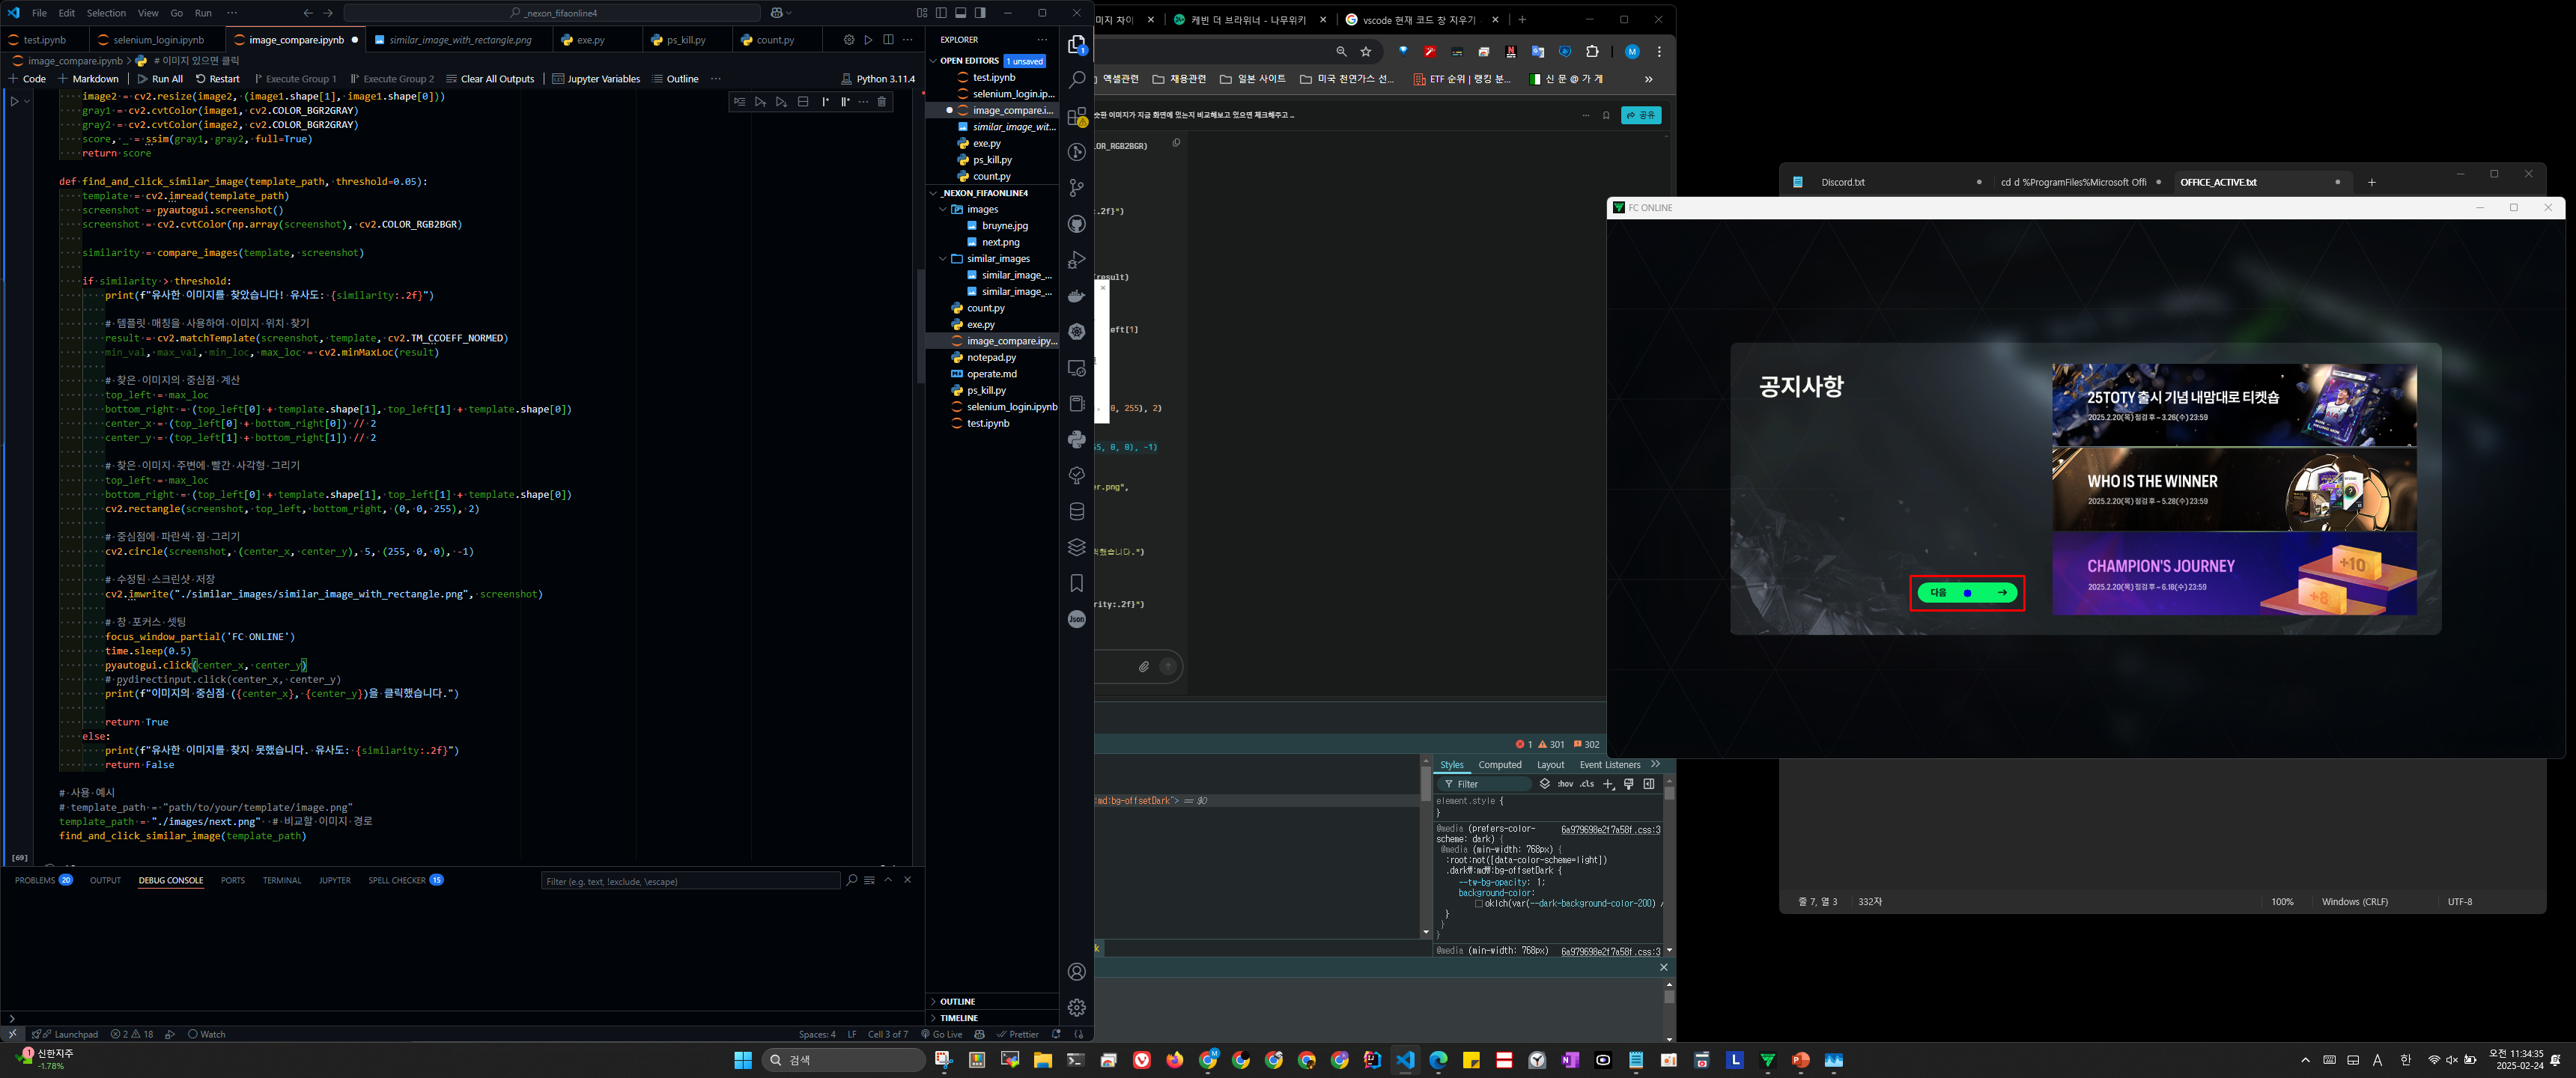 File Edit Selection View Go Run ··· _nexon_fifaonline4
test.ipynb selenium_login.ipynb image_compare.ipynb similar_image_with_rectangle.png exe.py ps_kill.py count.py
image_compare.ipynb > # 이미지 있으면 클릭
+ Code + Markdown Run All Restart Execute Group 1 Execute Group 2 Clear All Outputs Jupyter Variables Outline ··· Python 3.11.4
image2 = cv2.resize(image2, (image1.shape[1], image1.shape[0]))
gray1 = cv2.cvtColor(image1, cv2.COLOR_BGR2GRAY)
gray2 = cv2.cvtColor(image2, cv2.COLOR_BGR2GRAY)
score, _ = ssim(gray1, gray2, full=True)
return score
def find_and_click_similar_image(template_path, threshold=0.05):
template = cv2.imread(template_path)
screenshot = pyautogui.screenshot()
screenshot = cv2.cvtColor(np.array(screenshot), cv2.COLOR_RGB2BGR)
similarity = compare_images(template, screenshot)
if similarity > threshold:
print(f"유사한 이미지를 찾았습니다! 유사도: {similarity:.2f}")
# 템플릿 매칭을 사용하여 이미지 위치 찾기
result = cv2.matchTemplate(screenshot, template, cv2.TM_CCOEFF_NORMED)
min_val, max_val, min_loc, max_loc = cv2.minMaxLoc(result)
# 찾은 이미지의 중심점 계산
top_left = max_loc
bottom_right = (top_left[0] + template.shape[1], top_left[1] + template.shape[0])
center_x = (top_left[0] + bottom_right[0]) // 2
center_y = (top_left[1] + bottom_right[1]) // 2
# 찾은 이미지 주변에 빨간 사각형 그리기
top_left = max_loc
bottom_right = (top_left[0] + template.shape[1], top_left[1] + template.shape[0])
cv2.rectangle(screenshot, top_left, bottom_right, (0, 0, 255), 2)
# 중심점에 파란색 점 그리기
cv2.circle(screenshot, (center_x, center_y), 5, (255, 0, 0), -1)
# 수정된 스크린샷 저장
cv2.imwrite("./similar_images/similar_image_with_rectangle.png", screenshot)
# 창 포커스 셋팅
focus_window_partial('FC ONLINE')
time.sleep(0.5)
pyautogui.click(center_x, center_y)
# pydirectinput.click(center_x, center_y)
print(f"이미지의 중심점 ({center_x}, {center_y})을 클릭했습니다.")
return True
else:
print(f"유사한 이미지를 찾지 못했습니다. 유사도: {similarity:.2f}")
return False
# 사용 예시
# template_path = "path/to/your/template/image.png"
template_path = "./images/next.png" # 비교할 이미지 경로
find_and_click_similar_image(template_path)
[69]
PROBLEMS 20 OUTPUT DEBUG CONSOLE PORTS TERMINAL JUPYTER SPELL CHECKER 15 Filter (e.g. text, !exclude, \escape)
Launchpad 2 18 Watch Spaces: 4 LF Cell 3 of 7 Go Live Prettier
EXPLORER ···
OPEN EDITORS 1 unsaved
test.ipynb
selenium_login.ip...
image_compare.i...
similar_image_wit...
exe.py
ps_kill.py
count.py
_NEXON_FIFAONLINE4
images
bruyne.jpg
next.png
similar_images
similar_image_...
similar_image_...
count.py
exe.py
image_compare.ipy...
notepad.py
operate.md
ps_kill.py
selenium_login.ipynb
test.ipynb
OUTLINE
TIMELINE
Json
미지 차이 케빈 더 브라위너 - 나무위키 vscode 현재 코드 창 지우기
엑셀관련 채용관련 일본 사이트 미국 천연가스 선... ETF 순위 | 랭킹 보... 신 문 @ 가 게 »
숫판 이미지가 지금 화면에 있는지 비교해보고 있으면 체크해주고 ... 공유
LOR_RGB2BGR)
:.2f}")
result)
eft[1]
0, 255), 2)
55, 0, 0), -1)
er.png",
릭했습니다.")
rity:.2f}")
1 301 302
Styles Computed Layout Event Listeners »
Filter :hov .cls
:md:bg-offsetDark"> == $0
element.style {
}
@media (prefers-color-scheme: dark) { 6a979698e2f7a58f.css:3
@media (min-width: 768px) {
:root:not([data-color-scheme=light])
.dark₩:md₩:bg-offsetDark {
--tw-bg-opacity: 1;
background-color:
oklch(var(--dark-background-color-200) /
}
}
}
@media (min-width: 768px) 6a979698e2f7a58f.css:3
Discord.txt cd d %ProgramFiles%Microsoft Offi OFFICE_ACTIVE.txt
FC ONLINE
공지사항
25TOTY 출시 기념 내맘대로 티켓숍
2025.2.20(목) 점검 후 ~ 3.26(수) 23:59
WHO IS THE WINNER
2025.2.20(목) 점검 후 ~ 5.28(수) 23:59
CHAMPION'S JOURNEY
2025.2.20(목) 점검 후 ~ 6.18(수) 23:59
+10
+8
다음 →
줄 7, 열 3 332자 100% Windows (CRLF) UTF-8
신한지주
-1.78%
검색
A 한 오전 11:34:35
2025-02-24